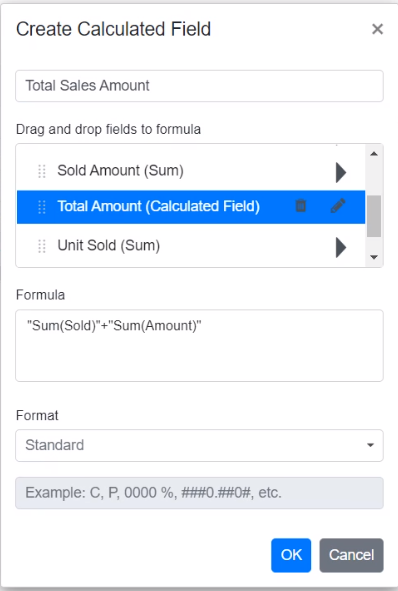 Create Calculated Field
×
Total Sales Amount
Drag and drop fields to formula
Sold Amount (Sum)
Total Amount (Calculated Field)
Unit Sold (Sum)
Formula
"Sum(Sold)"+"Sum(Amount)"
Format
Standard
Example: C, P, 0000 %, ###0.##0#, etc.
OK Cancel